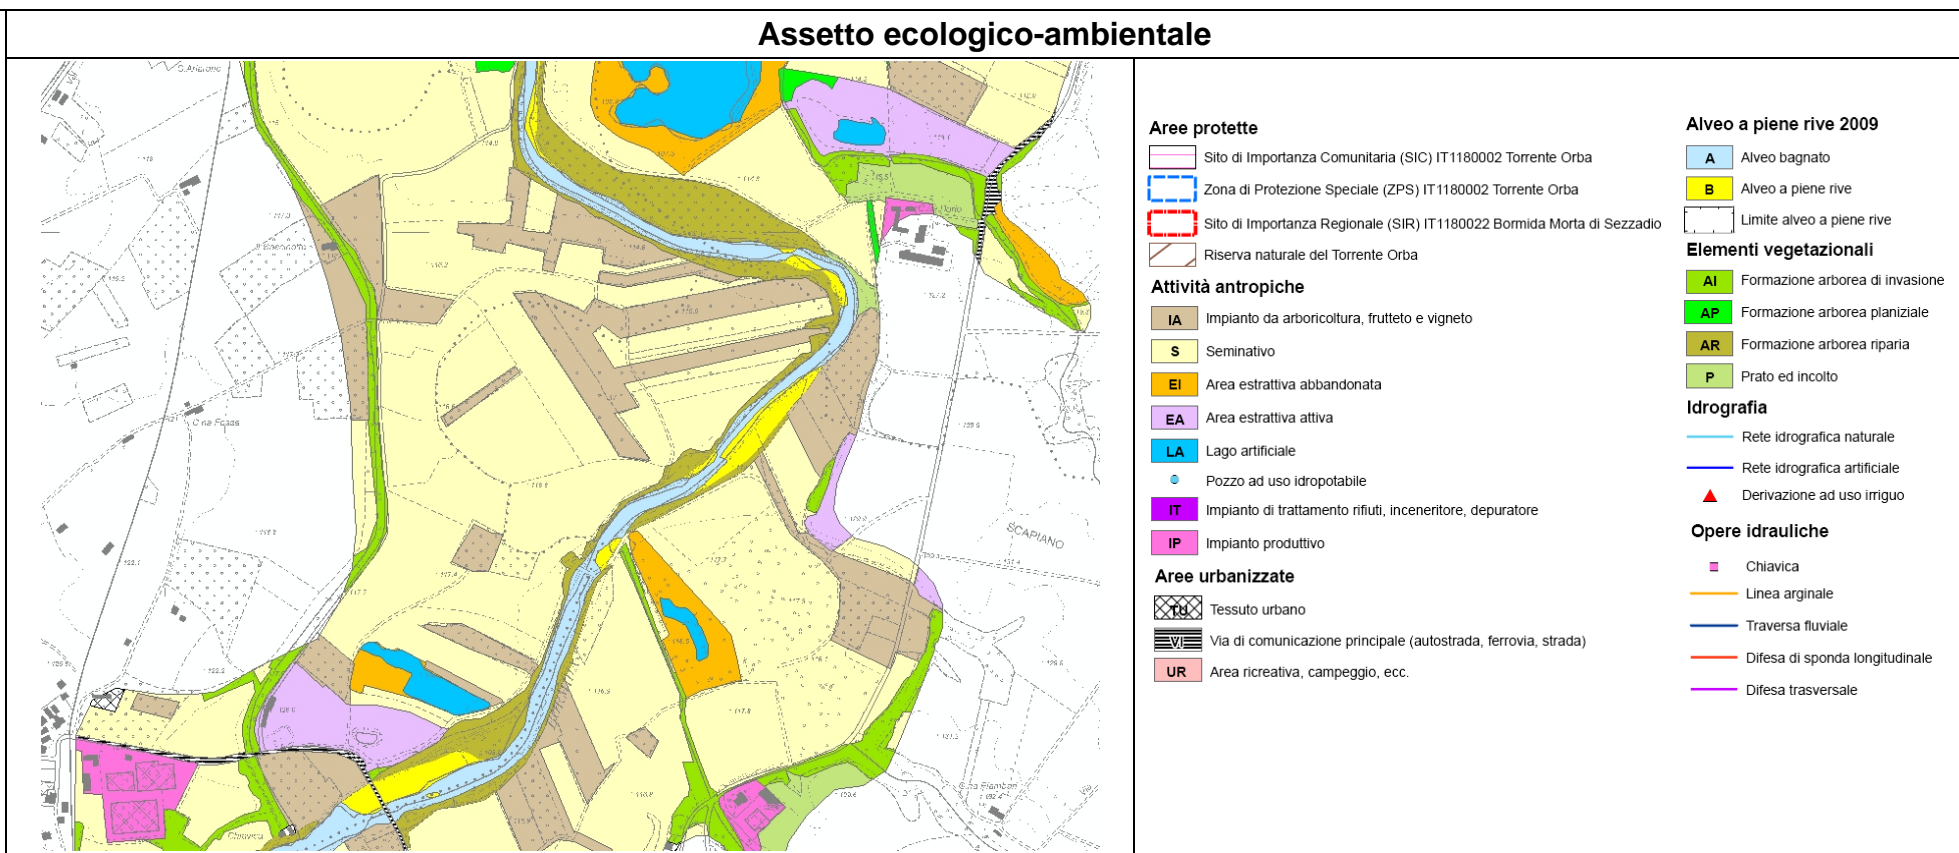 Assetto ecologico-ambientale
SCAPIANO
Chiavica
Aree protette
Sito di Importanza Comunitaria (SIC) IT1180002 Torrente Orba
Zona di Protezione Speciale (ZPS) IT1180002 Torrente Orba
Sito di Importanza Regionale (SIR) IT1180022 Bormida Morta di Sezzadio
Riserva naturale del Torrente Orba
Attività antropiche
IA Impianto da arboricoltura, frutteto e vigneto
S Seminativo
EI Area estrattiva abbandonata
EA Area estrattiva attiva
LA Lago artificiale
Pozzo ad uso idropotabile
IT Impianto di trattamento rifiuti, inceneritore, depuratore
IP Impianto produttivo
Aree urbanizzate
TU Tessuto urbano
VI Via di comunicazione principale (autostrada, ferrovia, strada)
UR Area ricreativa, campeggio, ecc.
Alveo a piene rive 2009
A Alveo bagnato
B Alveo a piene rive
Limite alveo a piene rive
Elementi vegetazionali
AI Formazione arborea di invasione
AP Formazione arborea planiziale
AR Formazione arborea riparia
P Prato ed incolto
Idrografia
Rete idrografica naturale
Rete idrografica artificiale
Derivazione ad uso irriguo
Opere idrauliche
Chiavica
Linea arginale
Traversa fluviale
Difesa di sponda longitudinale
Difesa trasversale